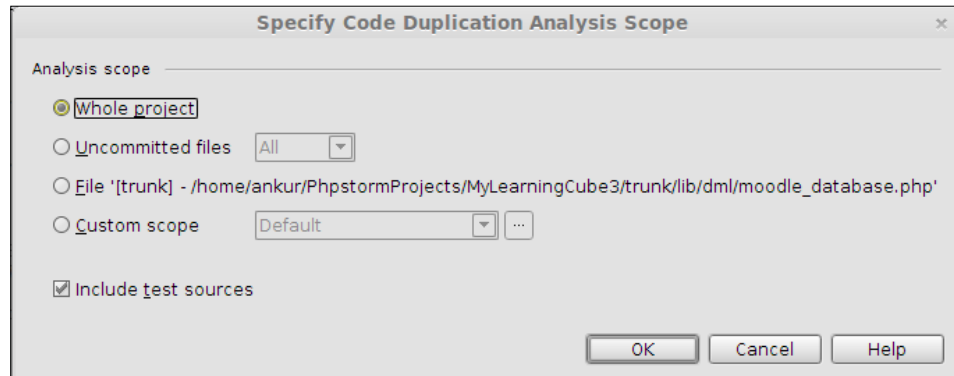 Specify Code Duplication Analysis Scope
Analysis scope
Whole project
Uncommitted files All
File '[trunk] - /home/ankur/PhpstormProjects/MyLearningCube3/trunk/lib/dml/moodle_database.php'
Custom scope Default ...
Include test sources
OK Cancel Help